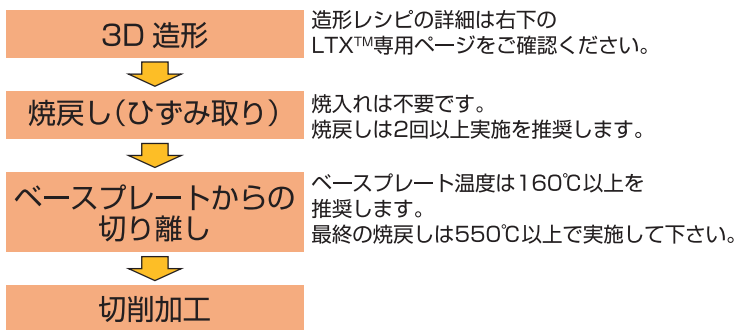 3D 造形
造形レシピの詳細は右下の
LTX™専用ページをご確認ください。
焼戻し(ひずみ取り)
焼入れは不要です。
焼戻しは2回以上実施を推奨します。
ベースプレートからの
切り離し
ベースプレート温度は160℃以上を
推奨します。
最終の焼戻しは550℃以上で実施して下さい。
切削加工